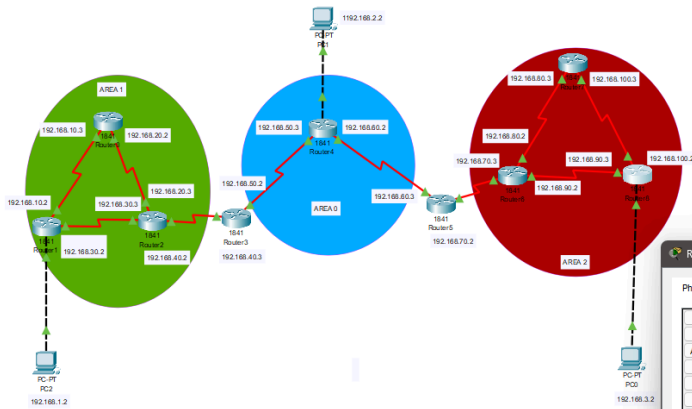 1192.168.2.2
PC-PT
PC1
AREA 1
192.168.10.3
1841
192.168.20.2
192.168.50.3
1841
Router4
192.168.60.2
192.168.80.3
192.168.100.3
192.168.80.2
192.168.90.3
192.168.100.2
192.168.70.3
192.168.90.2
192.168.10.2
192.168.30.3
192.168.20.3
192.168.50.2
192.168.60.3
1841
Router1
192.168.30.2
1841
Router2
192.168.40.2
1841
Router3
192.168.40.3
AREA 0
1841
Router5
192.168.70.2
AREA 2
R
Ph
A
PC-PT
PC2
192.168.1.2
PC-PT
PC0
192.168.3.2